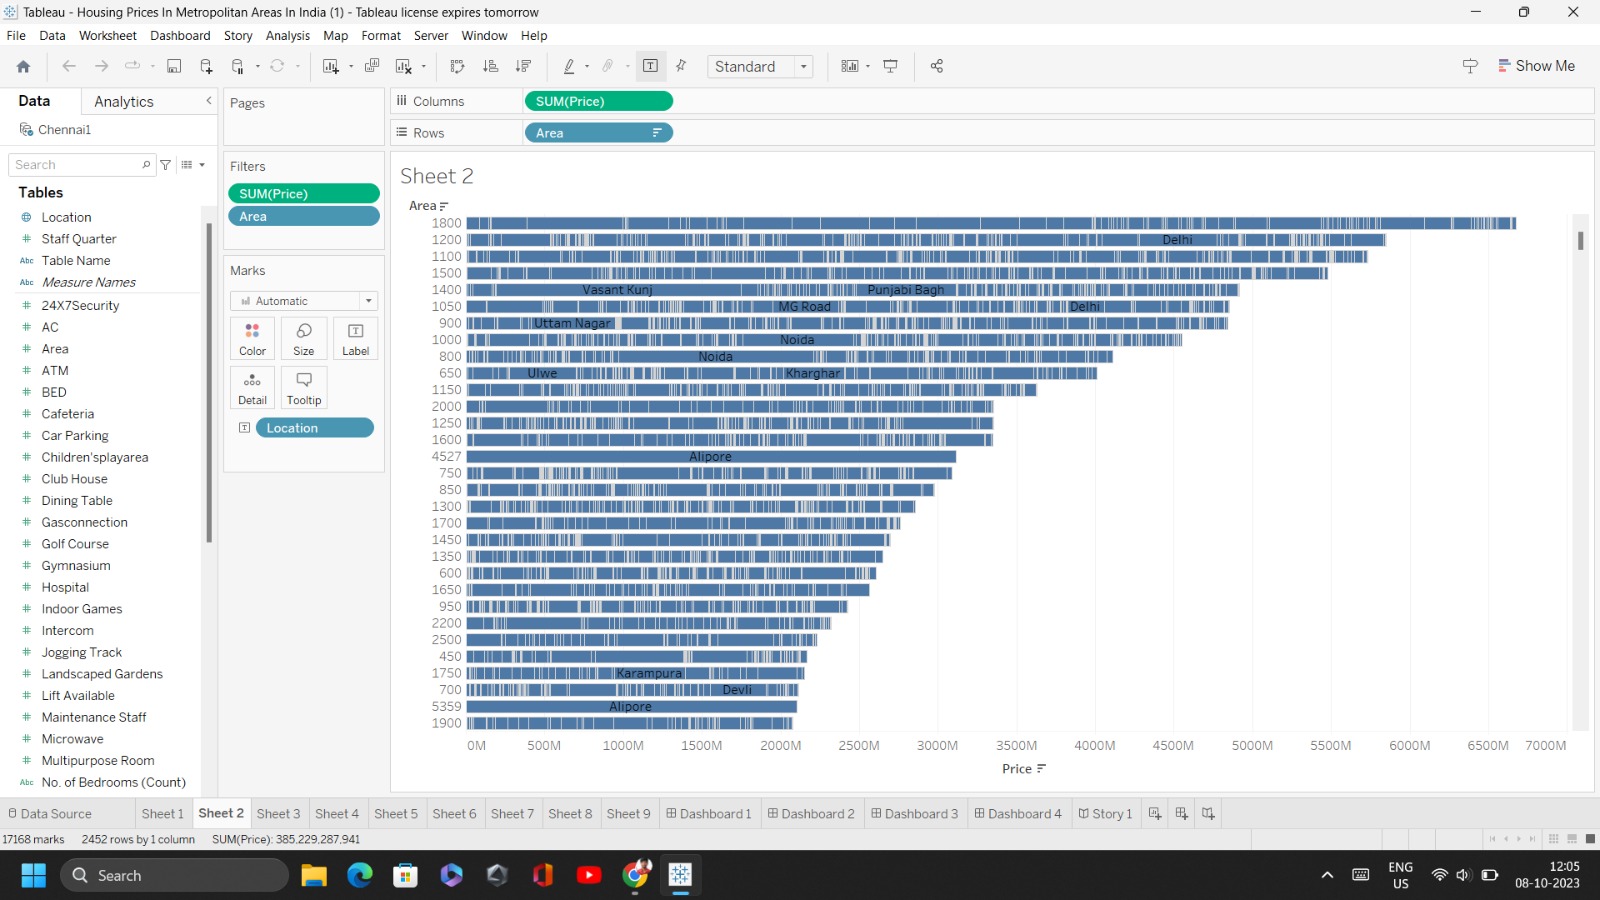 Tableau - Housing Prices In Metropolitan Areas In India (1) - Tableau license expires tomorrow
File Data Worksheet Dashboard Story Analysis Map Format Server Window Help
Standard
Show Me
Data Analytics
Chennai1
Search
Tables
Location
Staff Quarter
Abc Table Name
Abc Measure Names
24X7Security
AC
Area
ATM
BED
Cafeteria
Car Parking
Children'splayarea
Club House
Dining Table
Gasconnection
Golf Course
Gymnasium
Hospital
Indoor Games
Intercom
Jogging Track
Landscaped Gardens
Lift Available
Maintenance Staff
Microwave
Multipurpose Room
Abc No. of Bedrooms (Count)
Pages
Filters
SUM(Price)
Area
Marks
Automatic
Color Size Label
Detail Tooltip
Location
Columns SUM(Price)
Rows Area
Sheet 2
Area
1800
1200 Delhi
1100
1500
1400 Vasant Kunj Punjabi Bagh
1050 MG Road Delhi
900 Uttam Nagar
1000 Noida
800 Noida
650 Ulwe Kharghar
1150
2000
1250
1600
4527 Alipore
750
850
1300
1700
1450
1350
600
1650
950
2200
2500
450
1750 Karampura
700 Devli
5359 Alipore
1900
0M 500M 1000M 1500M 2000M 2500M 3000M 3500M 4000M 4500M 5000M 5500M 6000M 6500M 7000M
Price
Data Source Sheet 1 Sheet 2 Sheet 3 Sheet 4 Sheet 5 Sheet 6 Sheet 7 Sheet 8 Sheet 9 Dashboard 1 Dashboard 2 Dashboard 3 Dashboard 4 Story 1
17168 marks 2452 rows by 1 column SUM(Price): 385,229,287,941
Search
ENG
US
12:05
08-10-2023